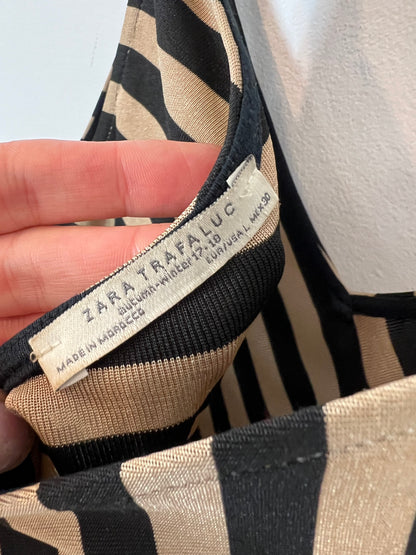 ZARA TRAFALUC
autumn-winter 17-18
EUR/USA L MEX 30
MADE IN MOROCCO